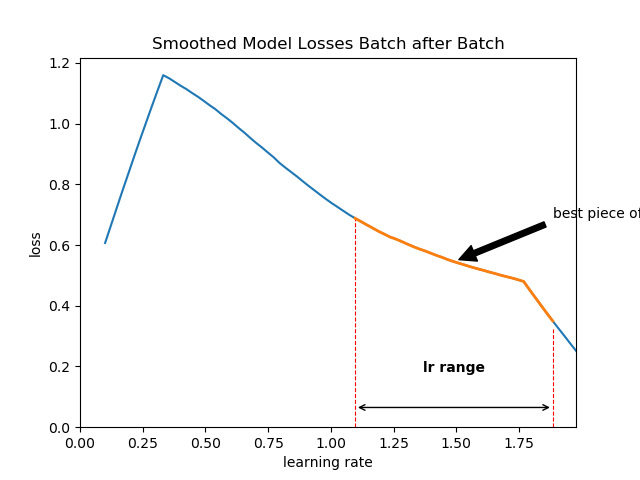 Smoothed Model Losses Batch after Batch
1.2
1.0
0.8
0.6
0.4
0.2
0.0
loss
best piece of
lr range
0.00 0.25 0.50 0.75 1.00 1.25 1.50 1.75
learning rate